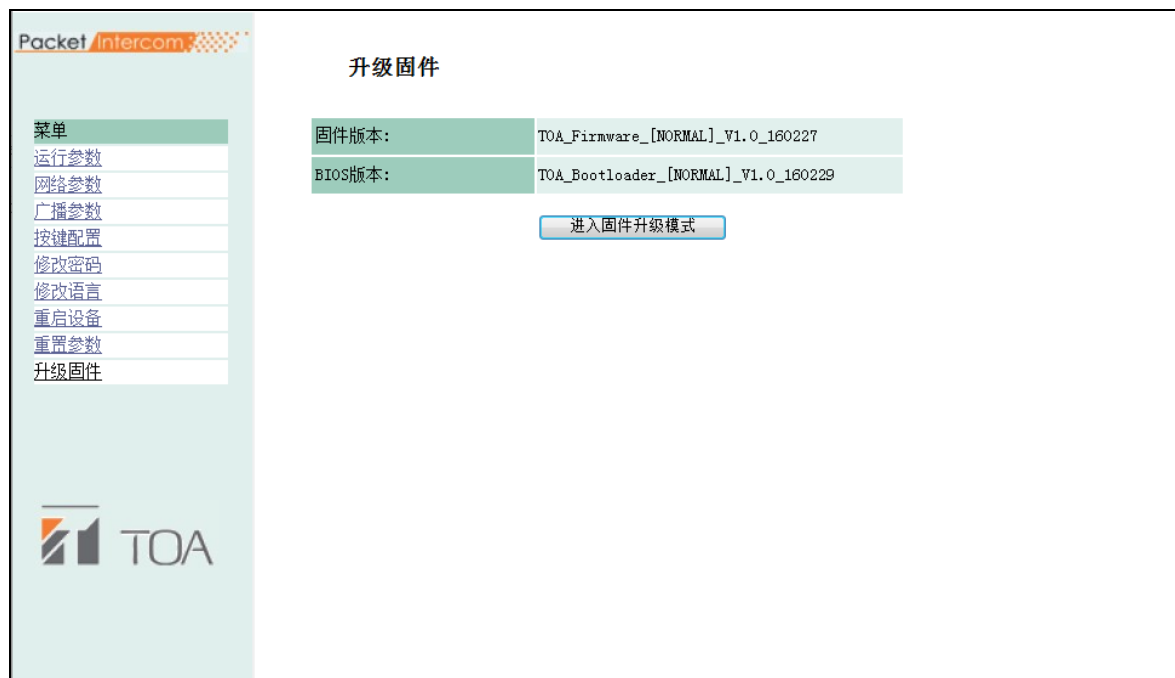 Packet Intercom
升级固件
菜单
运行参数
网络参数
广播参数
按键配置
修改密码
修改语言
重启设备
重置参数
升级固件
固件版本: TOA_Firmware_[NORMAL]_V1.0_160227
BIOS版本: TOA_Bootloader_[NORMAL]_V1.0_160229
进入固件升级模式
TOA